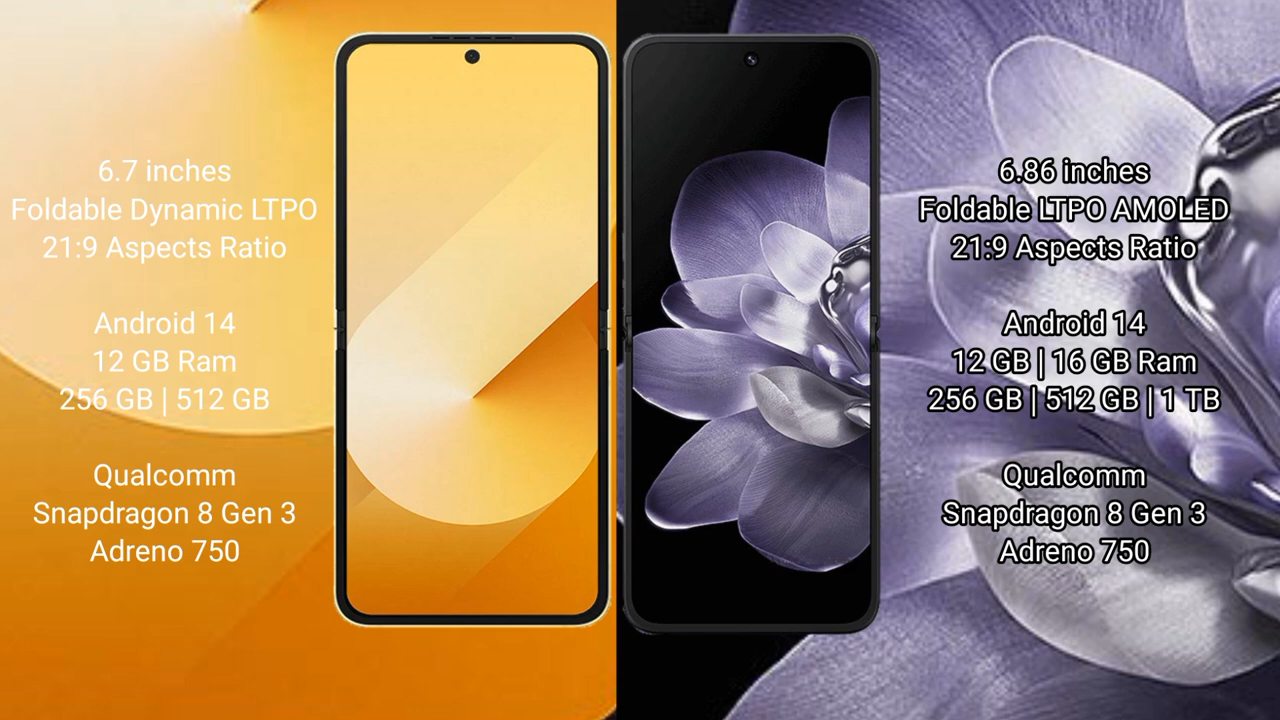 6.7 inches
Foldable Dynamic LTPO
21:9 Aspects Ratio
Android 14
12 GB Ram
256 GB | 512 GB
Qualcomm
Snapdragon 8 Gen 3
Adreno 750
6.86 inches
Foldable LTPO AMOLED
21:9 Aspects Ratio
Android 14
12 GB | 16 GB Ram
256 GB | 512 GB | 1 TB
Qualcomm
Snapdragon 8 Gen 3
Adreno 750